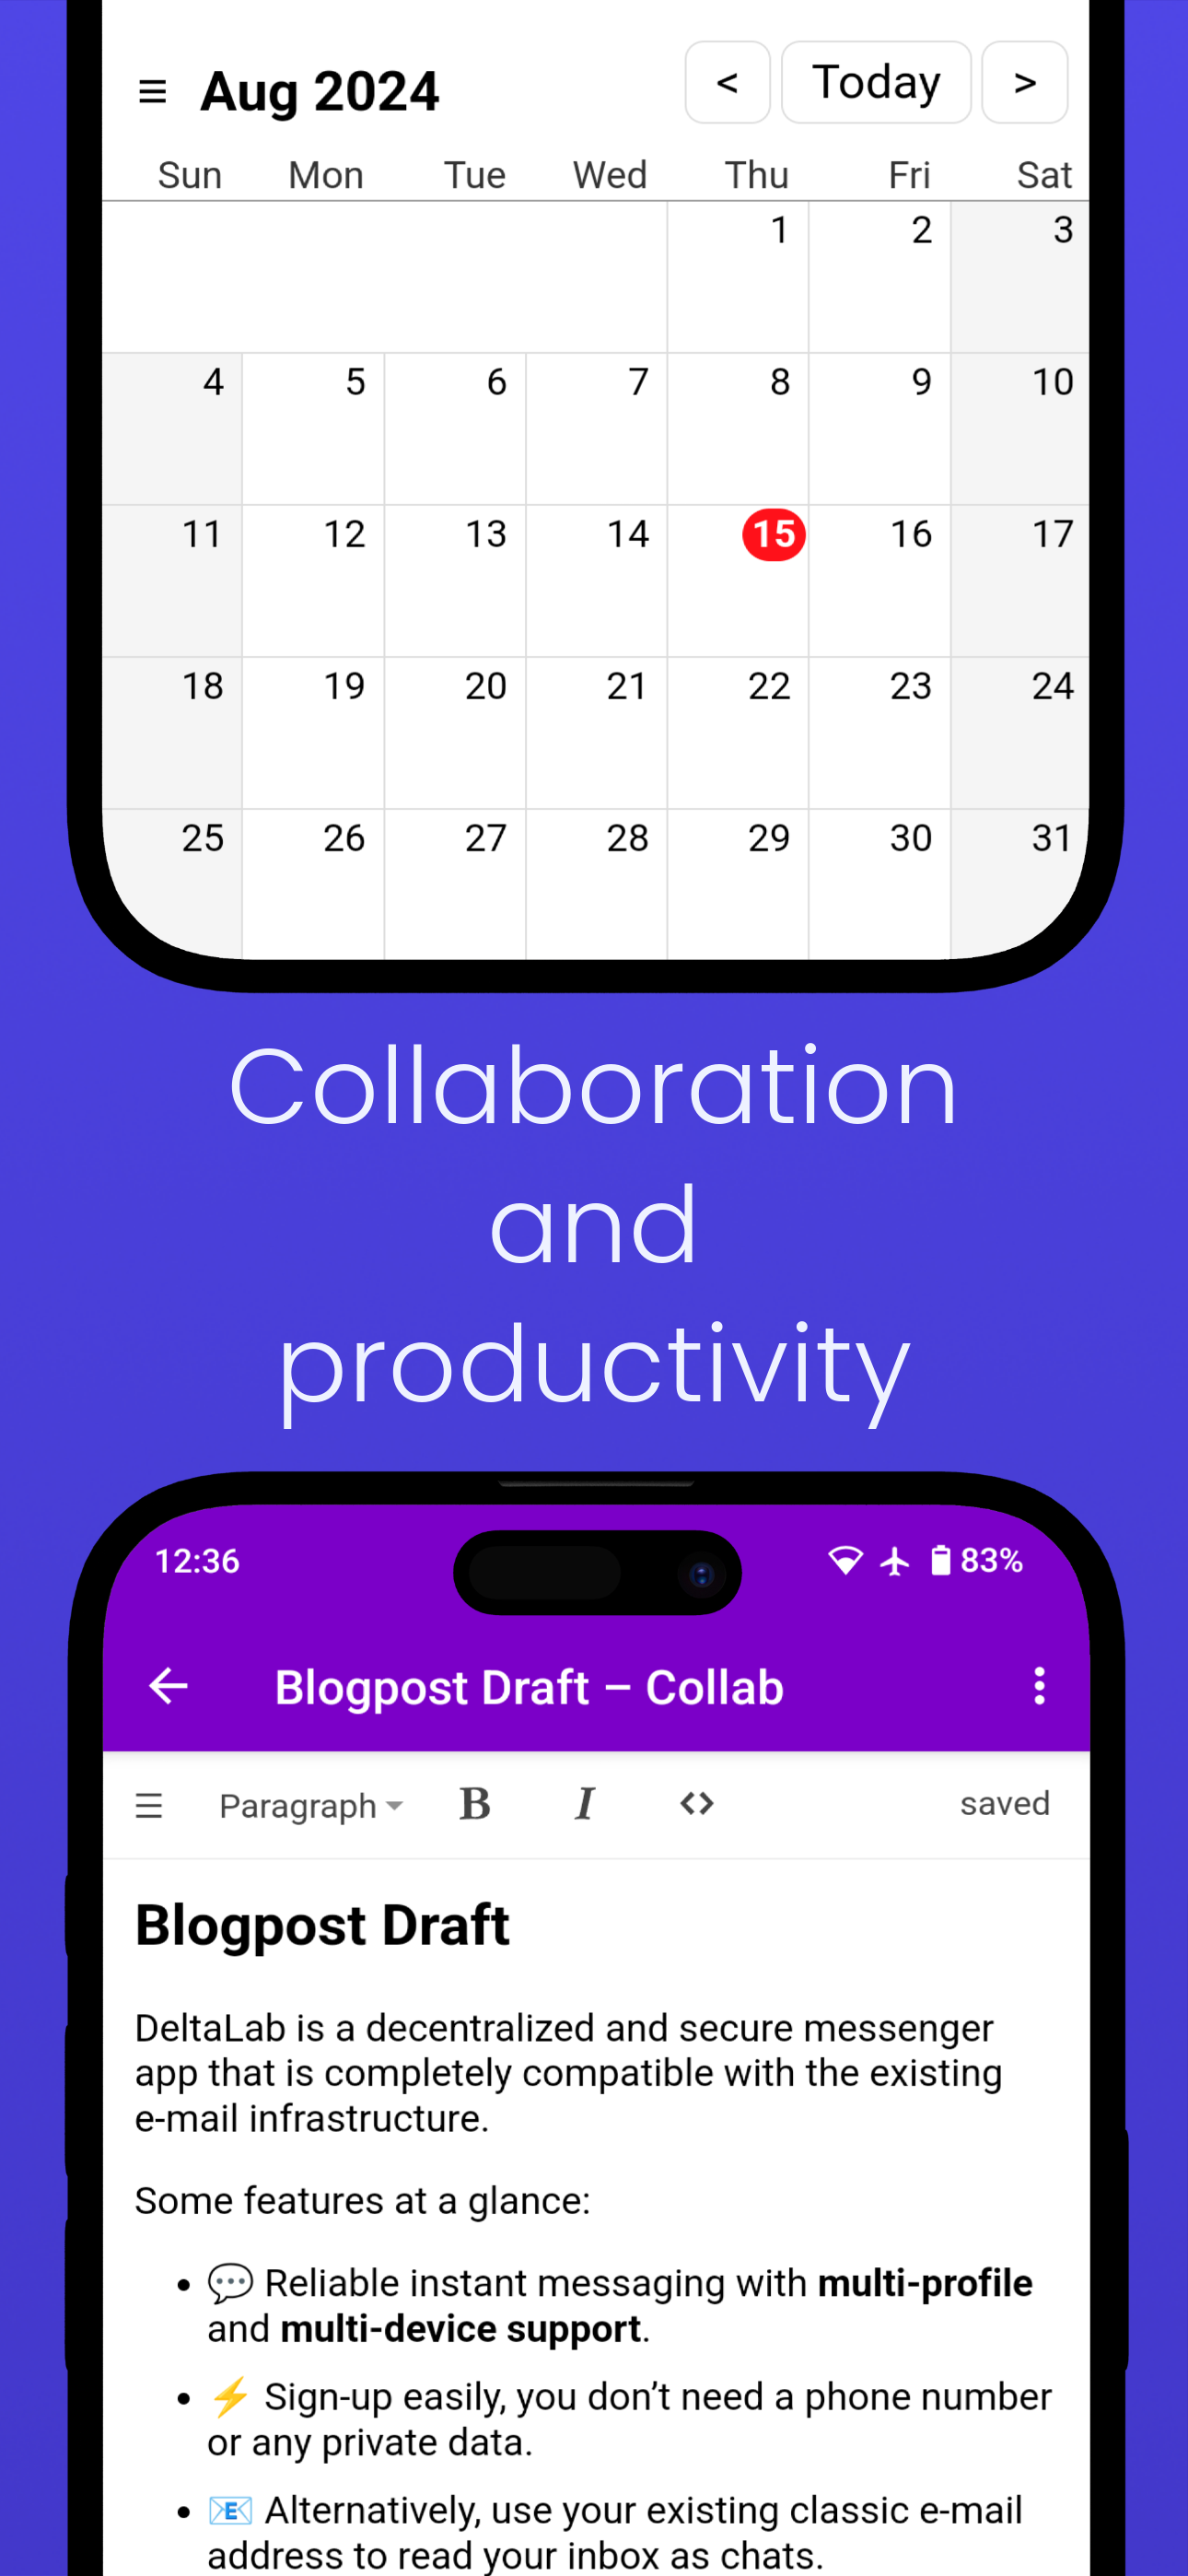 ☰ Aug 2024 < Today >
Sun Mon Tue Wed Thu Fri Sat
1 2 3
4 5 6 7 8 9 10
11 12 13 14 15 16 17
18 19 20 21 22 23 24
25 26 27 28 29 30 31
Collaboration
and
productivity
12:36 83%
Blogpost Draft – Collab
Paragraph B I <> saved
Blogpost Draft
DeltaLab is a decentralized and secure messenger
app that is completely compatible with the existing
e-mail infrastructure.
Some features at a glance:
• 💬 Reliable instant messaging with multi-profile
and multi-device support.
• ⚡ Sign-up easily, you don’t need a phone number
or any private data.
• 📧 Alternatively, use your existing classic e-mail
address to read your inbox as chats.